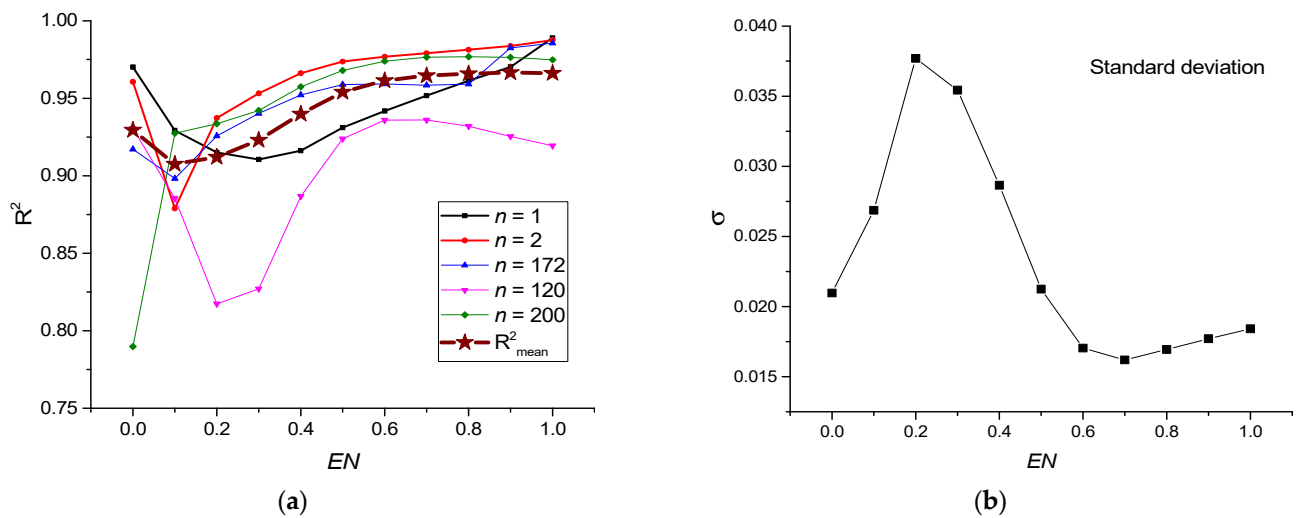 1.00
0.95
0.90
0.85
0.80
0.75
R²
0.0 0.2 0.4 0.6 0.8 1.0
EN
n = 1
n = 2
n = 172
n = 120
n = 200
R²mean
(a)
0.040
0.035
0.030
0.025
0.020
0.015
σ
Standard deviation
0.0 0.2 0.4 0.6 0.8 1.0
EN
(b)